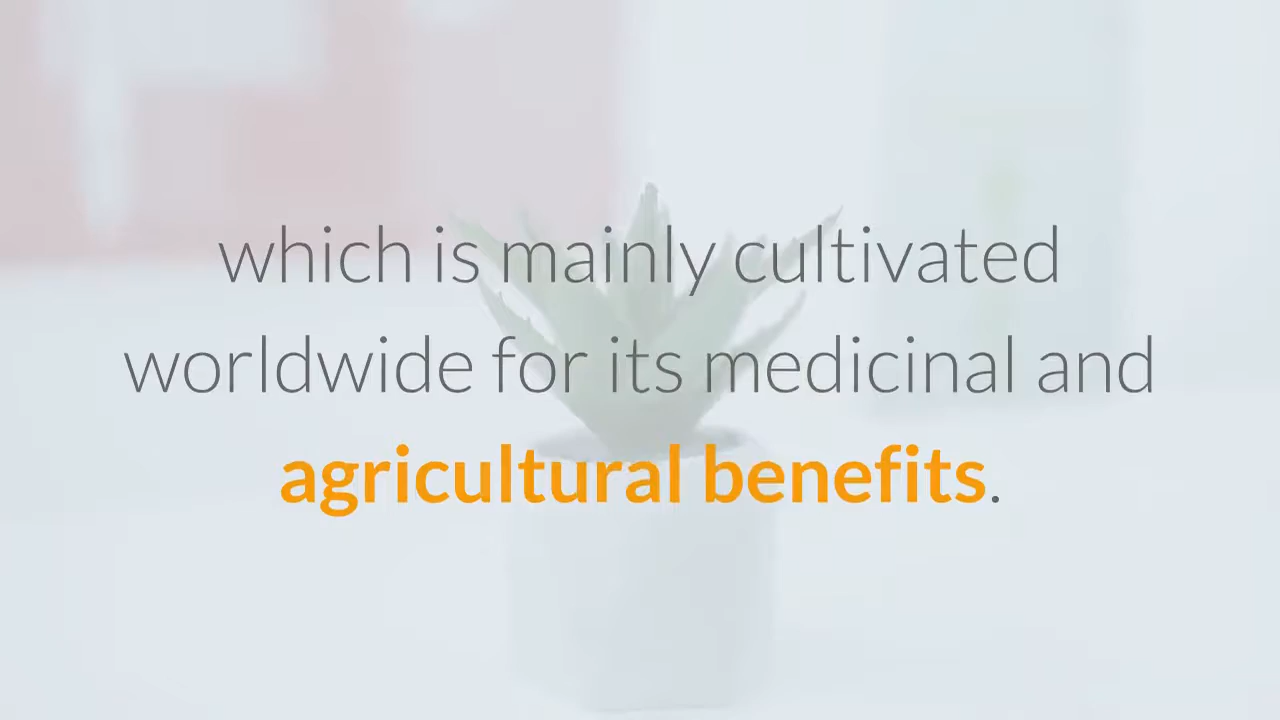 which is mainly cultivated
worldwide for its medicinal and
agricultural benefits.